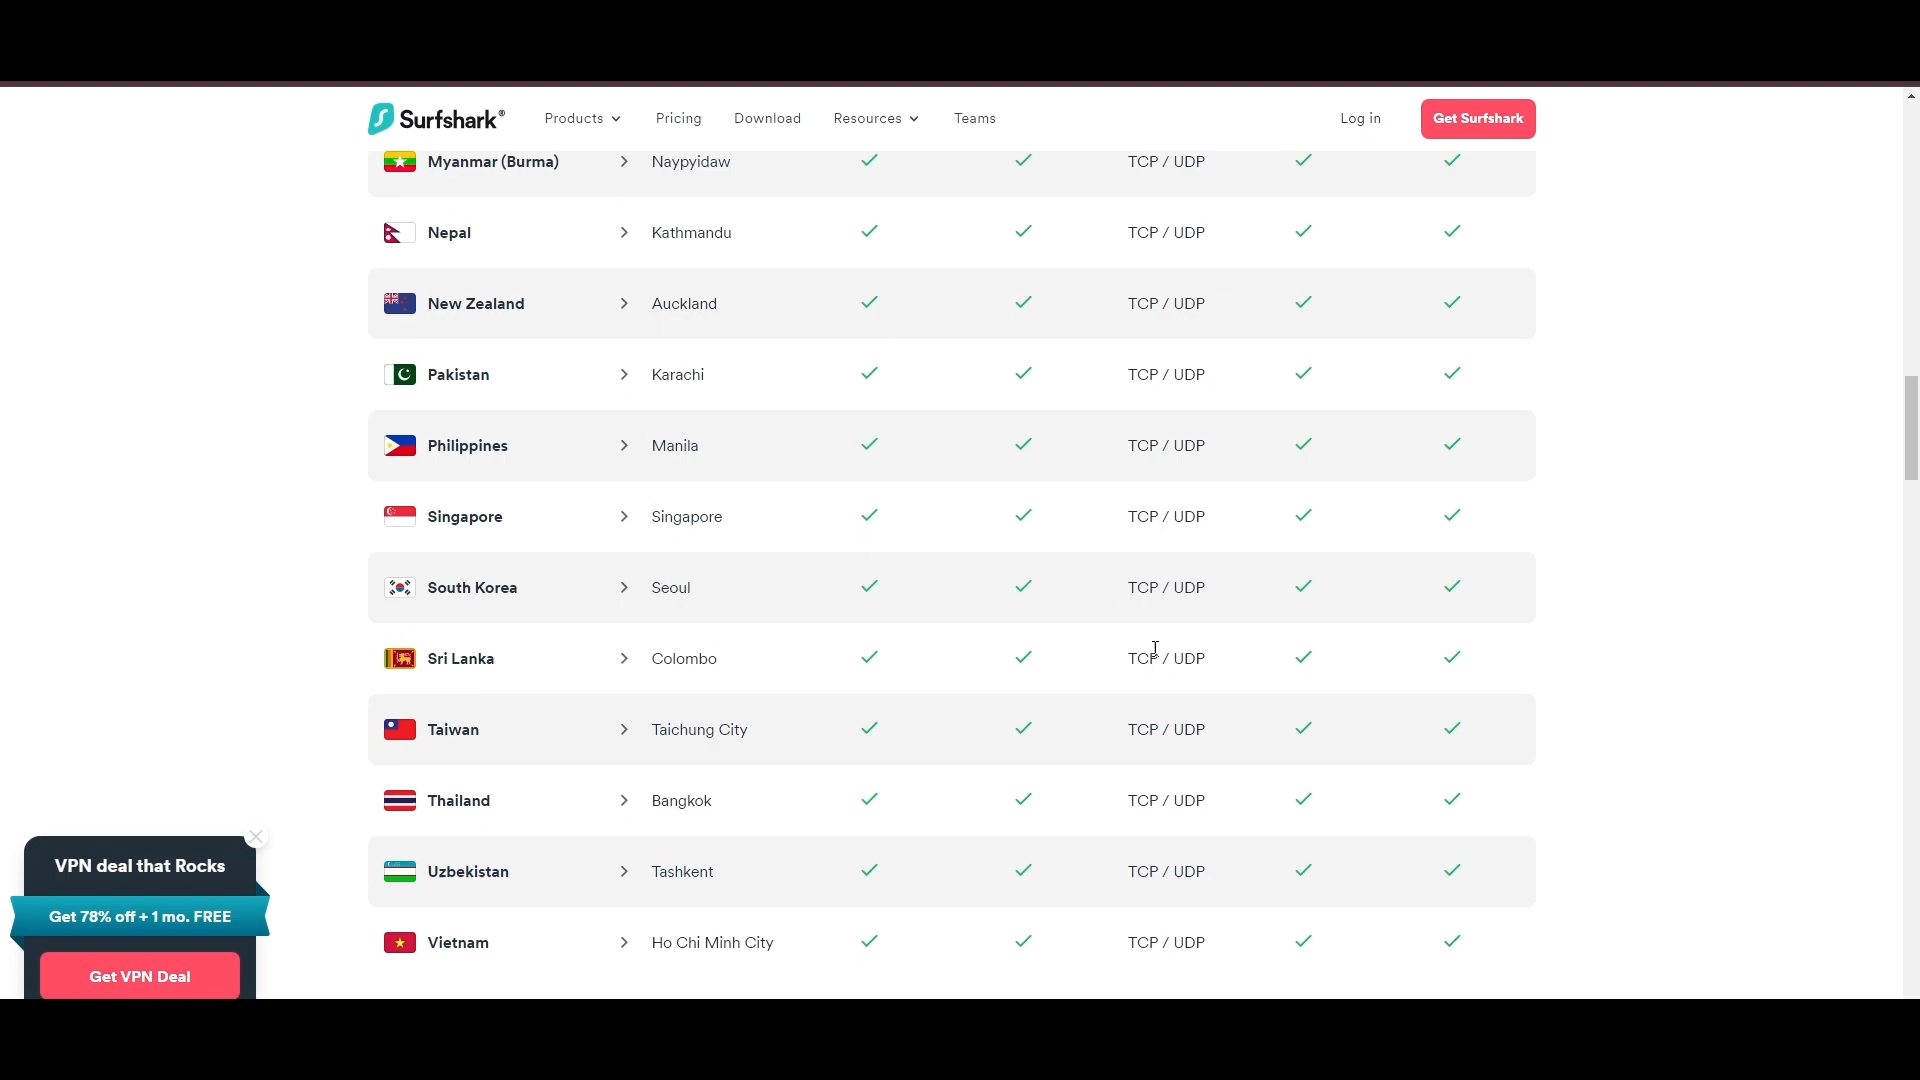 Surfshark® Products Pricing Download Resources Teams Log in Get Surfshark
Myanmar (Burma) Naypyidaw TCP / UDP
Nepal Kathmandu TCP / UDP
New Zealand Auckland TCP / UDP
Pakistan Karachi TCP / UDP
Philippines Manila TCP / UDP
Singapore Singapore TCP / UDP
South Korea Seoul TCP / UDP
Sri Lanka Colombo TCP / UDP
Taiwan Taichung City TCP / UDP
Thailand Bangkok TCP / UDP
Uzbekistan Tashkent TCP / UDP
Vietnam Ho Chi Minh City TCP / UDP
VPN deal that Rocks
Get 78% off + 1 mo. FREE
Get VPN Deal